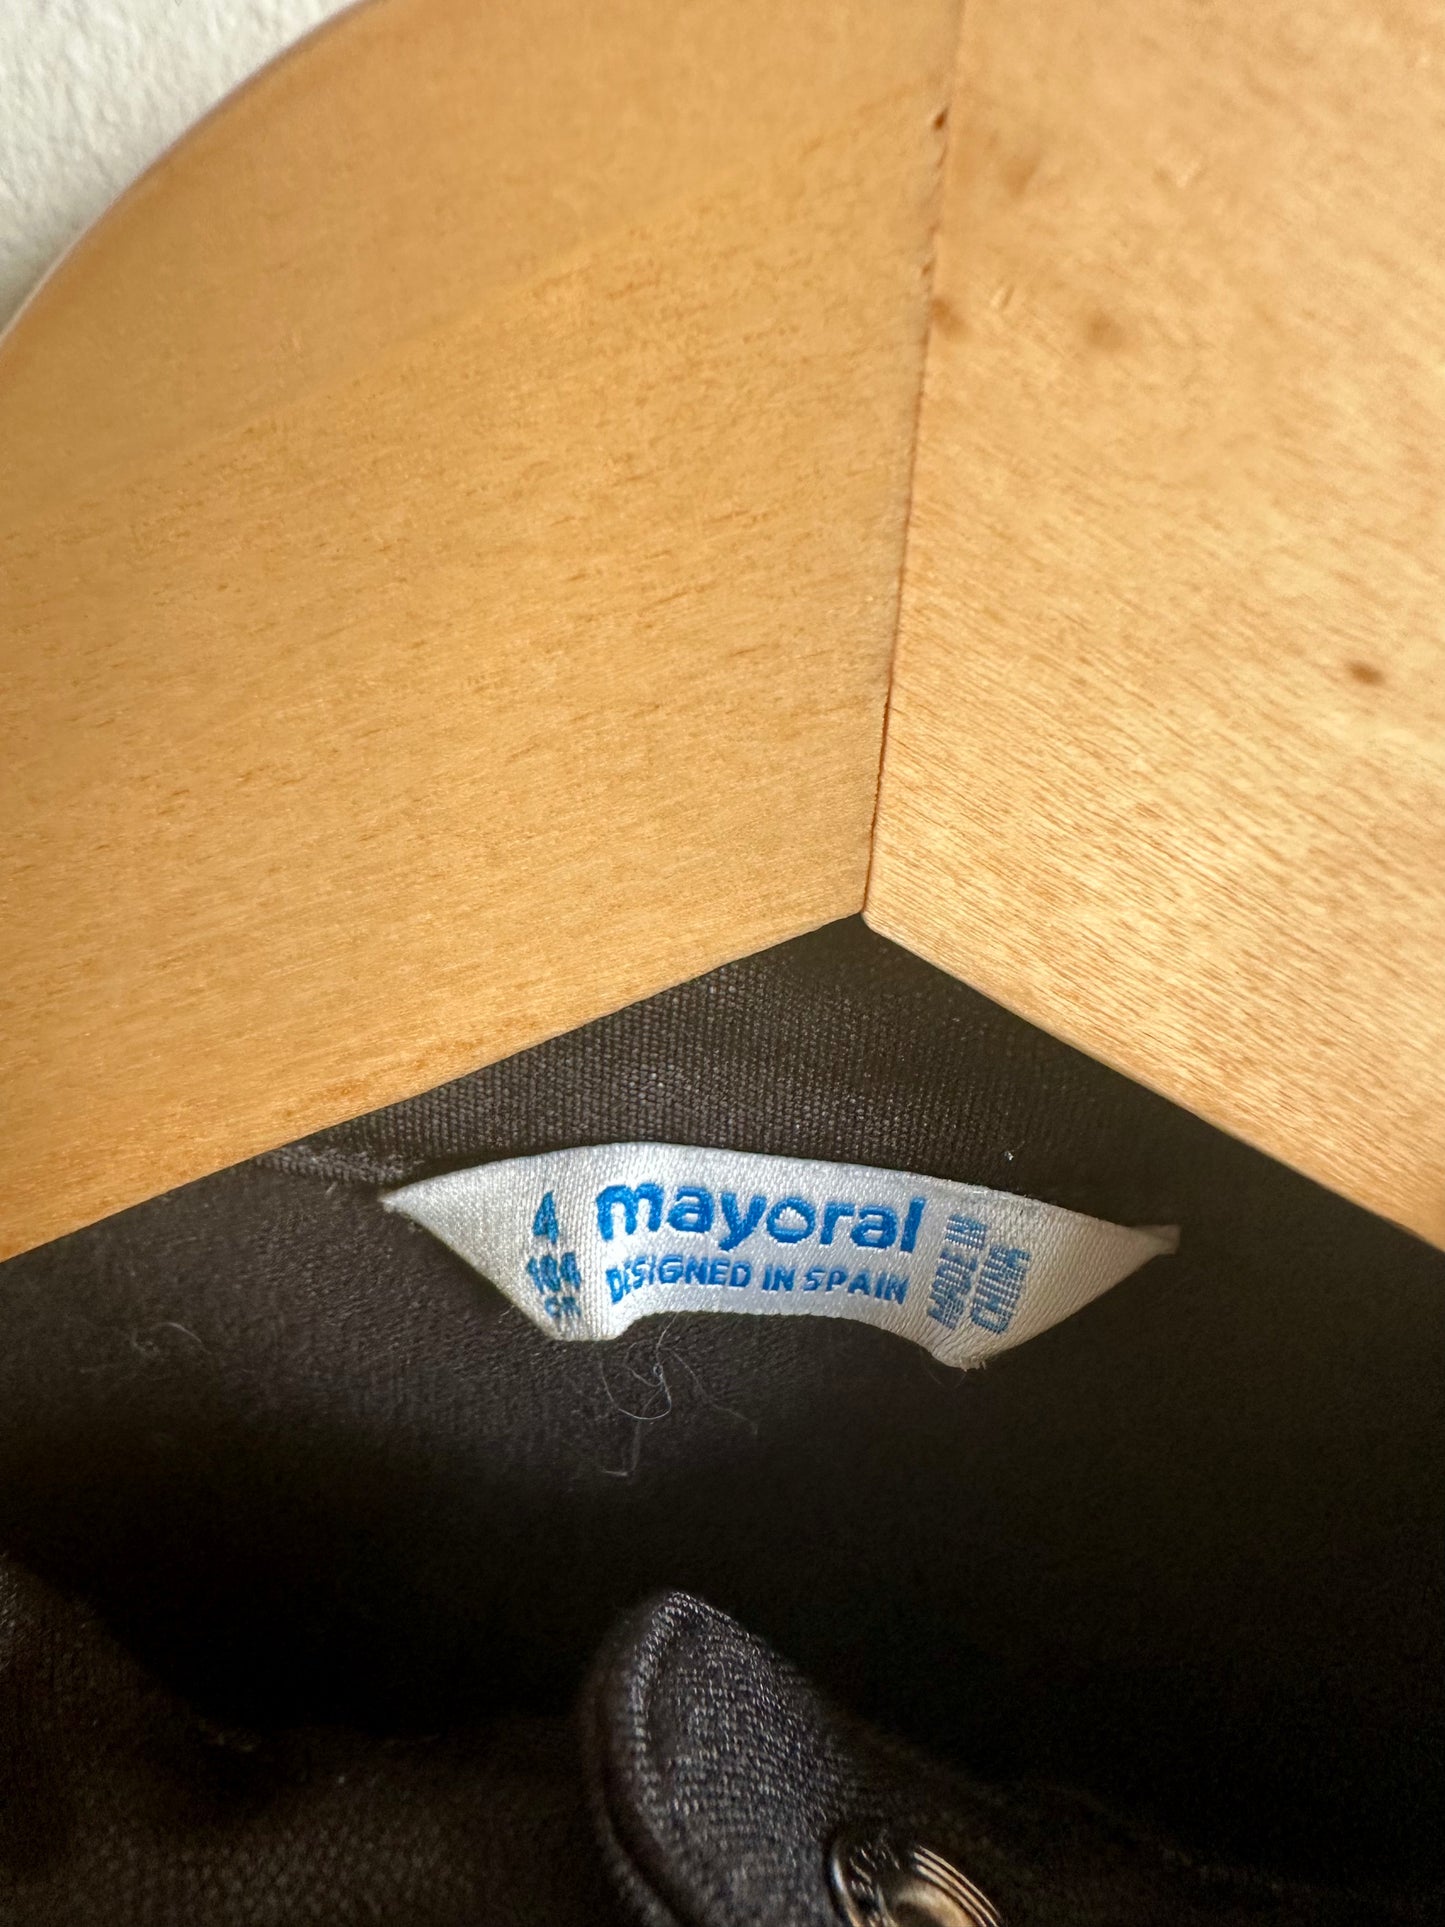 4
104
cm
mayoral
DESIGNED IN SPAIN
MADE IN
CHINA